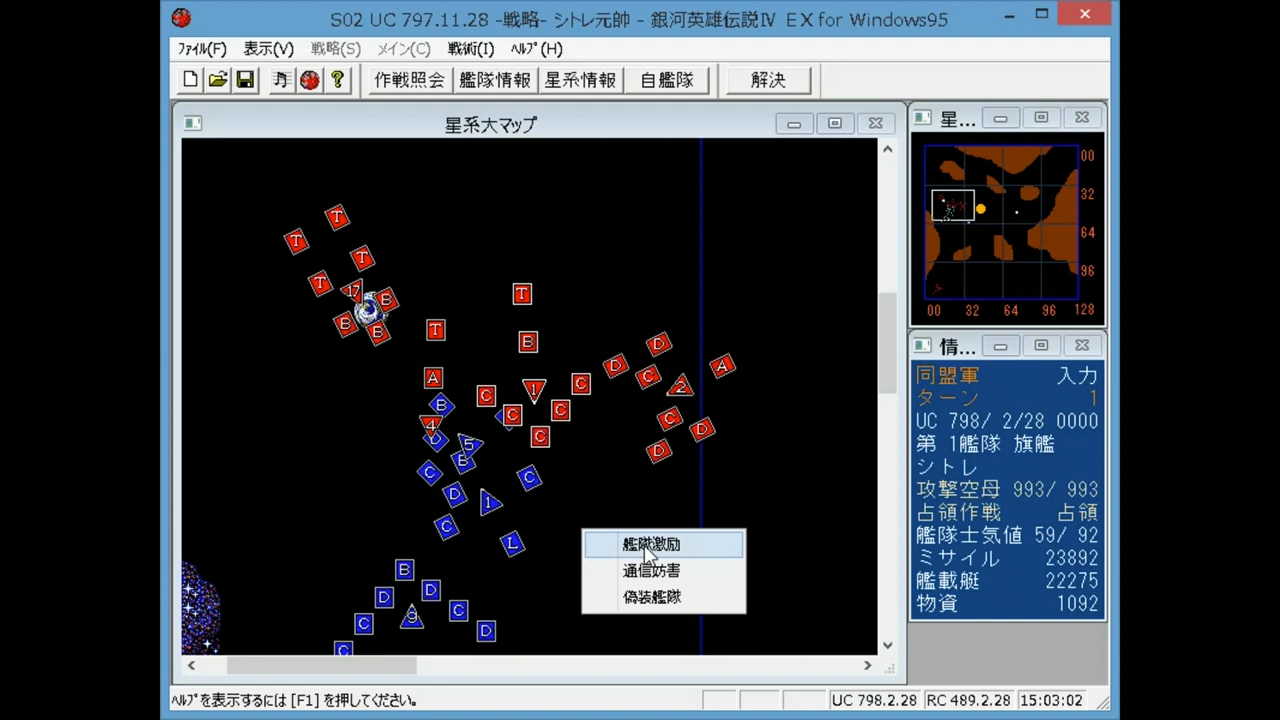 S02 UC 797.11.28 -戦略- シトレ元帥 - 銀河英雄伝説Ⅳ EX for Windows95
ﾌｧｲﾙ(F) 表示(V) 戦略(S) メイン(C) 戦術(I) ﾍﾙﾌﾟ(H)
作戦照会 艦隊情報 星系情報 自艦隊 解決
星系大マップ
T
T
T
T
17
B
B
B
T
T
B
A
B
4
D
5
B
C
D
C
1
C
L
C
C
1
C
C
C
D
D
C
2
A
C
D
D
B
D
D
C
9
C
D
C
艦隊激励
通信妨害
偽装艦隊
星...
00
32
64
96
00 32 64 96 128
情...
同盟軍 入力
ターン 1
UC 798/ 2/28 0000
第 1艦隊 旗艦
シトレ
攻撃空母 993/ 993
占領作戦 占領
艦隊士気値 59/ 92
ミサイル 23892
艦載艇 22275
物資 1092
ﾍﾙﾌﾟを表示するには [F1] を押してください。
UC 798.2.28 RC 489.2.28 15:03:02